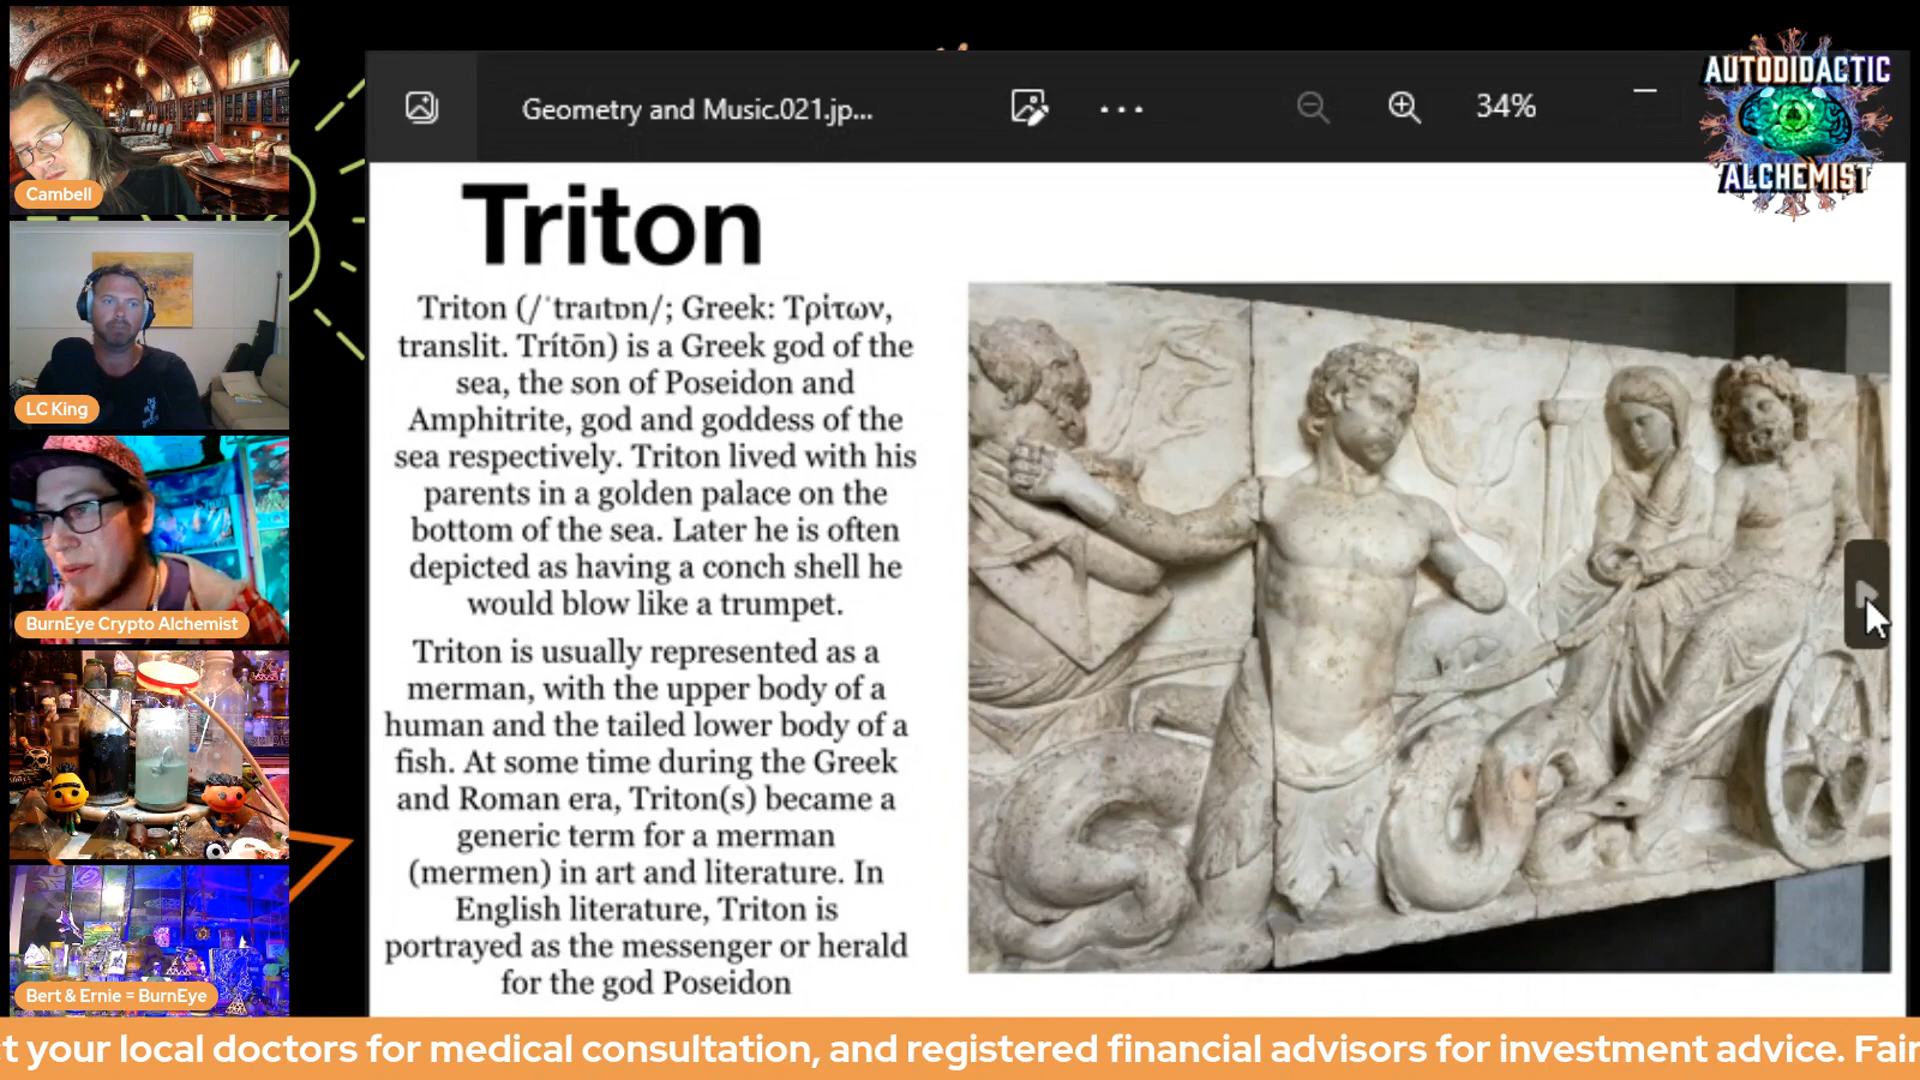 Cambell
LC King
BurnEye Crypto Alchemist
Bert & Ernie = BurnEye
Geometry and Music.021.jp...
34%
AUTODIDACTIC
ALCHEMIST
Triton
Triton (/ˈtraɪtɒn/; Greek: Τρίτων,
translit. Trítōn) is a Greek god of the
sea, the son of Poseidon and
Amphitrite, god and goddess of the
sea respectively. Triton lived with his
parents in a golden palace on the
bottom of the sea. Later he is often
depicted as having a conch shell he
would blow like a trumpet.
Triton is usually represented as a
merman, with the upper body of a
human and the tailed lower body of a
fish. At some time during the Greek
and Roman era, Triton(s) became a
generic term for a merman
(mermen) in art and literature. In
English literature, Triton is
portrayed as the messenger or herald
for the god Poseidon
t your local doctors for medical consultation, and registered financial advisors for investment advice. Fair